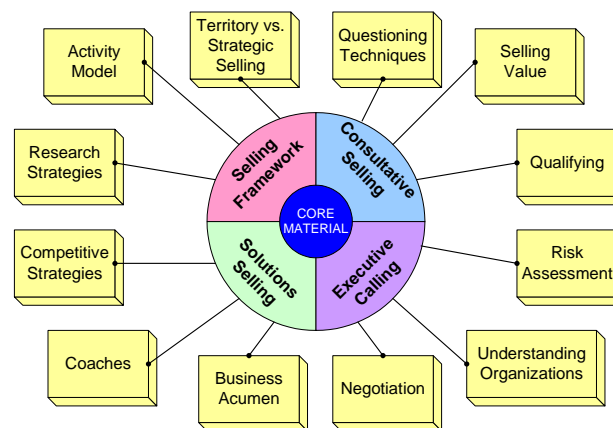 Activity
Model
Territory vs.
Strategic
Selling
Questioning
Techniques
Selling
Value
Research
Strategies
Selling
Framework
Consultative
Selling
Qualifying
CORE
MATERIAL
Competitive
Strategies
Solutions
Selling
Executive
Calling
Risk
Assessment
Coaches
Business
Acumen
Negotiation
Understanding
Organizations